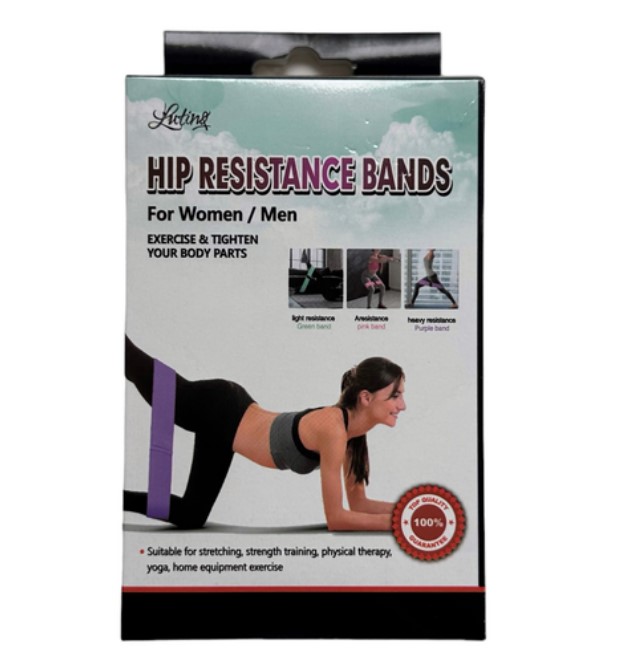 Luting
HIP RESISTANCE BANDS
For Women / Men
EXERCISE & TIGHTEN
YOUR BODY PARTS
light resistance
Green band
Aresistance
pink band
heavy resistance
Purple band
TOP QUALITY
100%
GUARANTEE
• Suitable for stretching, strength training, physical therapy,
yoga, home equipment exercise